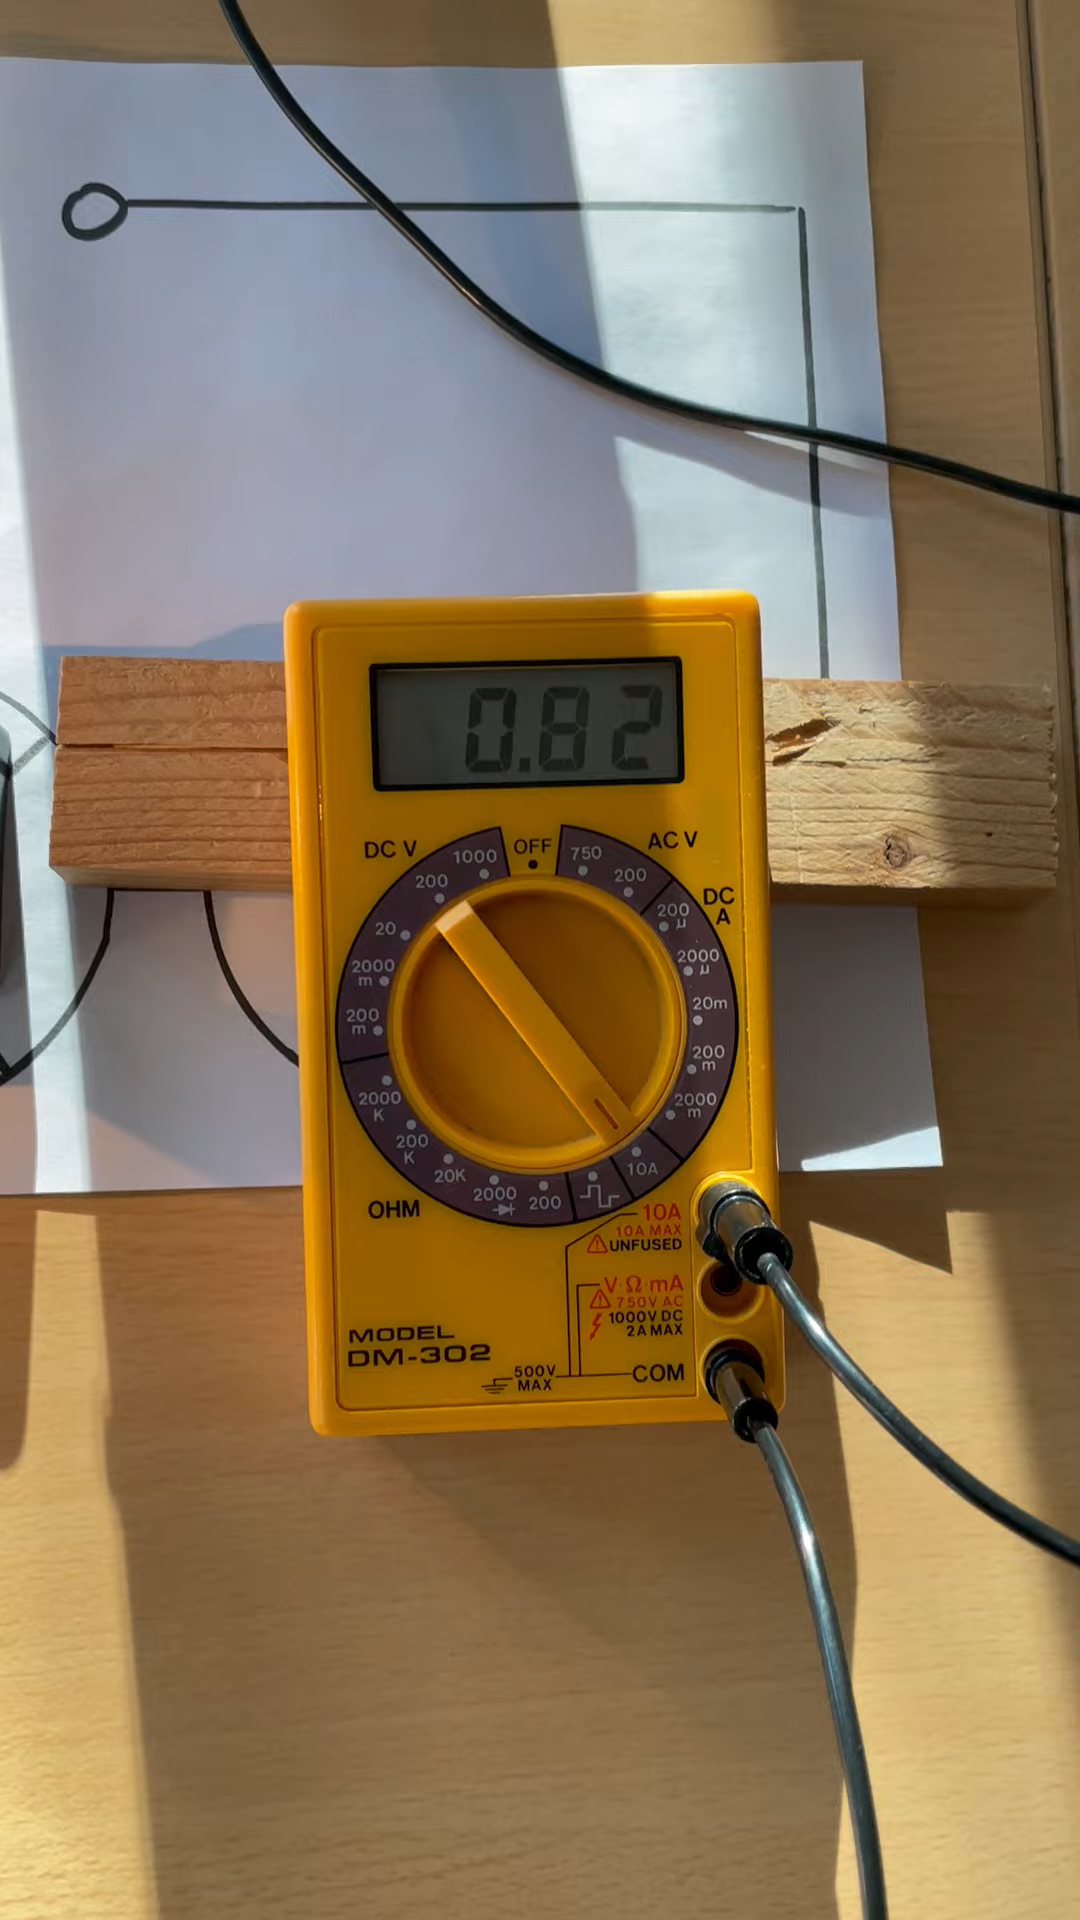 0.82
DC V
OFF
AC V
1000
750
200
200
DC
A
20
200
µ
2000
m
2000
µ
200
m
20m
200
m
2000
K
2000
m
200
K
20K
2000
200
10A
OHM
10A
10A MAX
UNFUSED
V·Ω·mA
750V AC
1000V DC
2A MAX
MODEL
DM-302
500V
MAX
COM